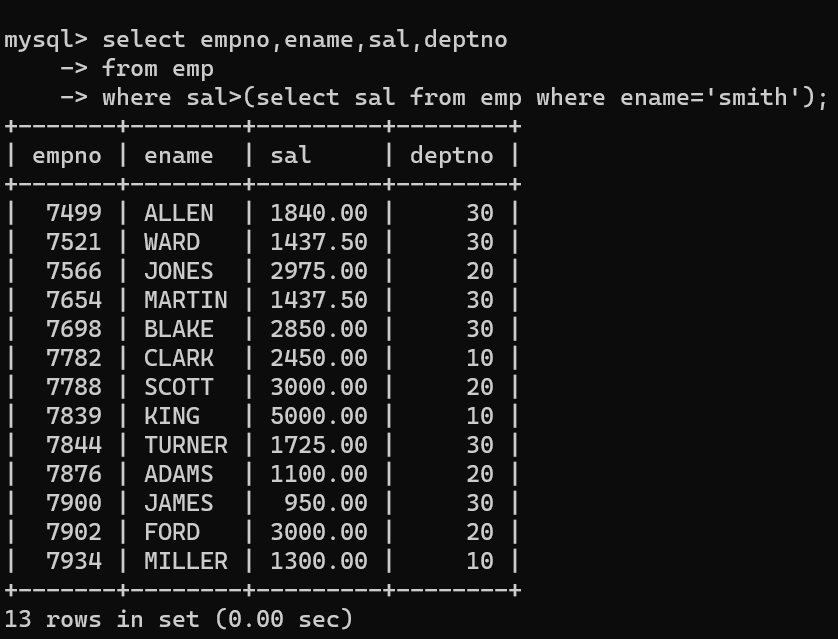 mysql> select empno,ename,sal,deptno
    -> from emp
    -> where sal>(select sal from emp where ename='smith');
+-------+--------+---------+--------+
| empno | ename  | sal     | deptno |
+-------+--------+---------+--------+
|  7499 | ALLEN  | 1840.00 |     30 |
|  7521 | WARD   | 1437.50 |     30 |
|  7566 | JONES  | 2975.00 |     20 |
|  7654 | MARTIN | 1437.50 |     30 |
|  7698 | BLAKE  | 2850.00 |     30 |
|  7782 | CLARK  | 2450.00 |     10 |
|  7788 | SCOTT  | 3000.00 |     20 |
|  7839 | KING   | 5000.00 |     10 |
|  7844 | TURNER | 1725.00 |     30 |
|  7876 | ADAMS  | 1100.00 |     20 |
|  7900 | JAMES  |  950.00 |     30 |
|  7902 | FORD   | 3000.00 |     20 |
|  7934 | MILLER | 1300.00 |     10 |
+-------+--------+---------+--------+
13 rows in set (0.00 sec)